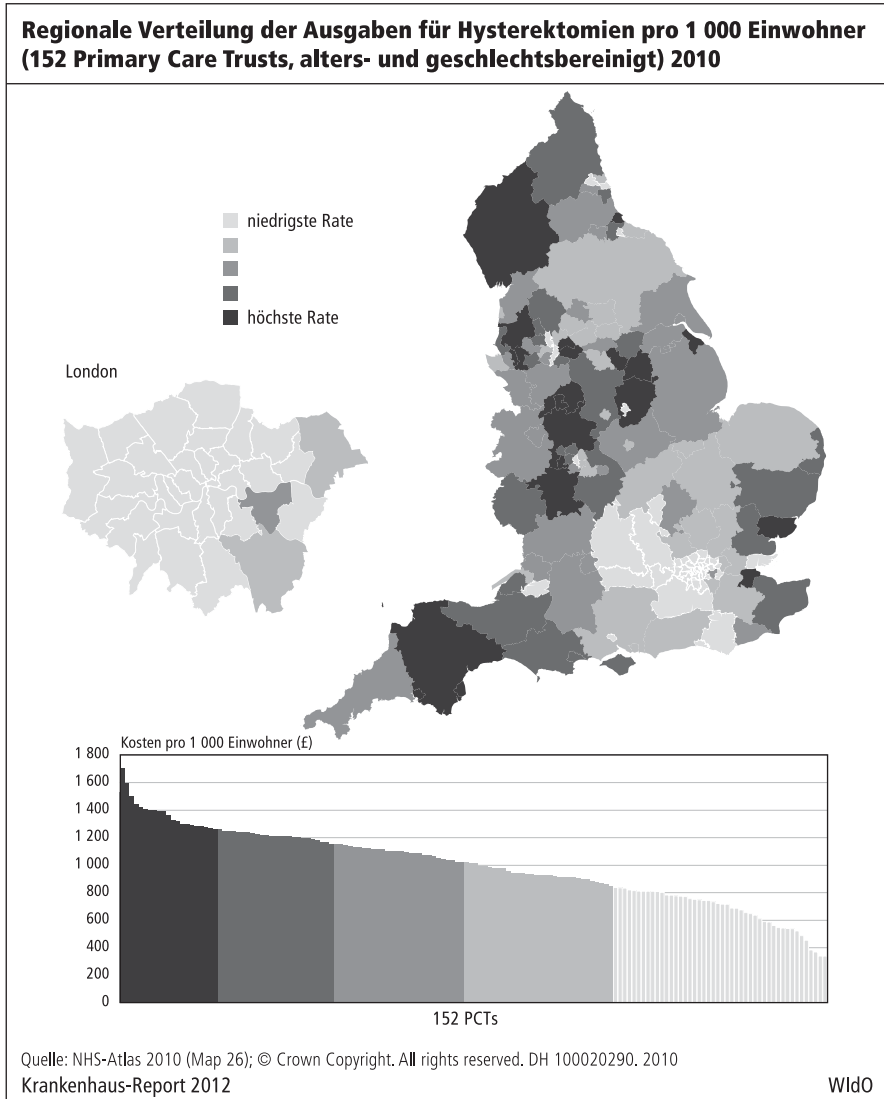 Regionale Verteilung der Ausgaben für Hysterektomien pro 1 000 Einwohner
(152 Primary Care Trusts, alters- und geschlechtsbereinigt) 2010
niedrigste Rate
höchste Rate
London
Kosten pro 1 000 Einwohner (£)
1 800
1 600
1 400
1 200
1 000
800
600
400
200
0
152 PCTs
Quelle: NHS-Atlas 2010 (Map 26); © Crown Copyright. All rights reserved. DH 100020290. 2010
Krankenhaus-Report 2012
WIdO